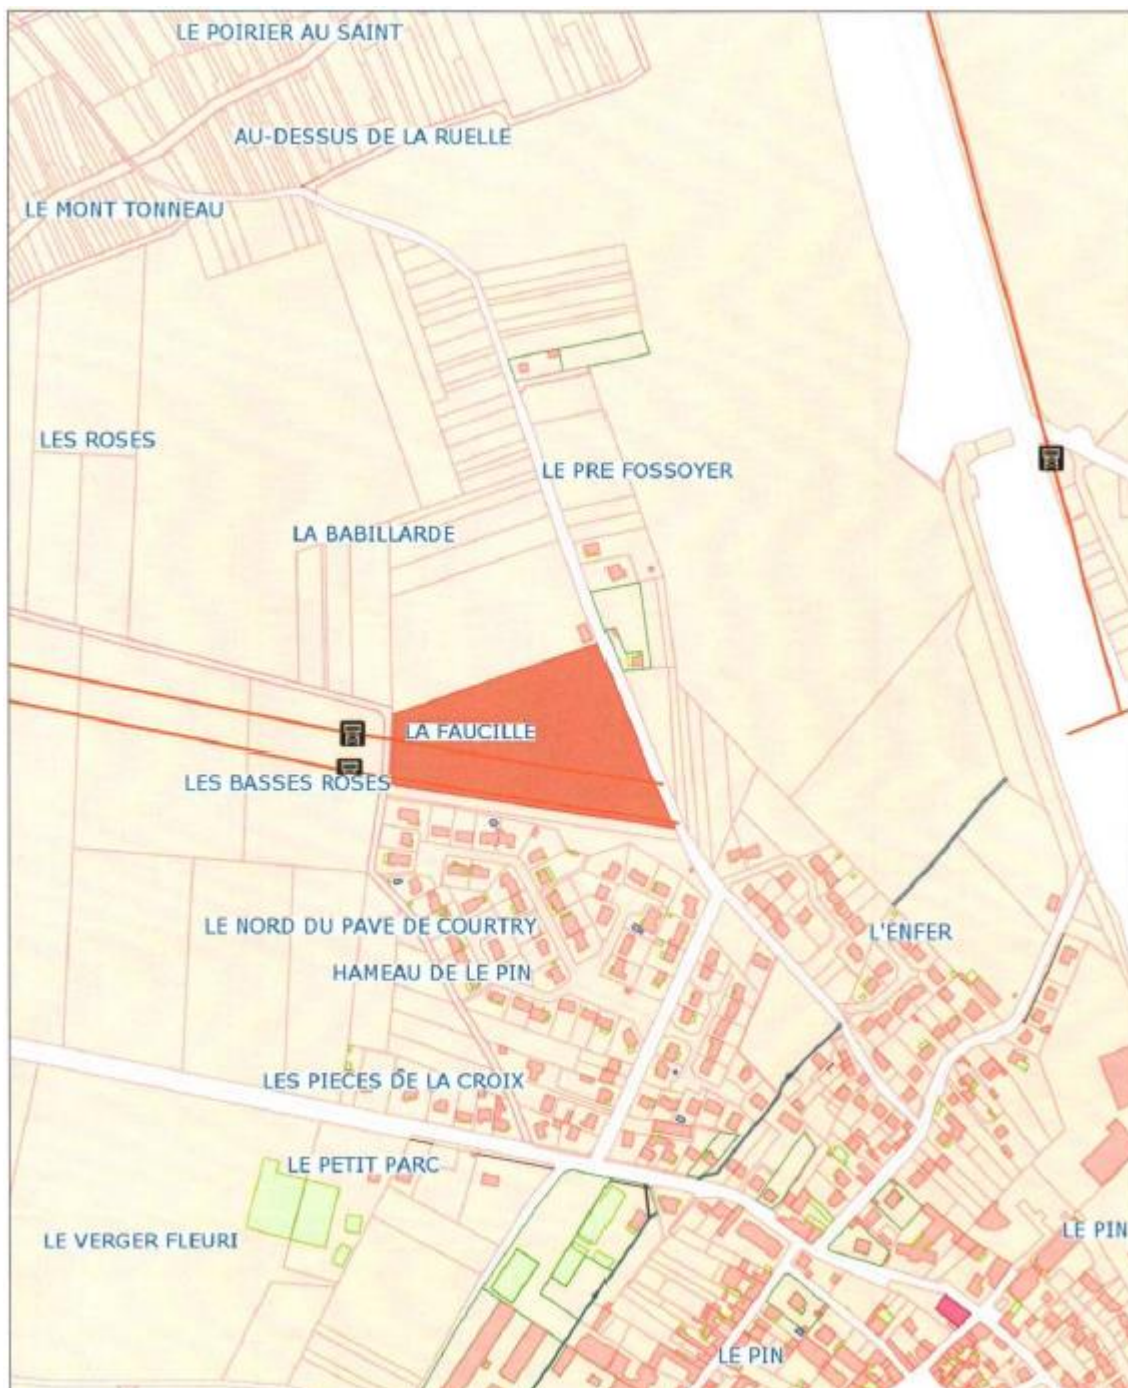 LE POIRIER AU SAINT
AU-DESSUS DE LA RUELLE
LE MONT TONNEAU
LES ROSES
LE PRE FOSSOYER
LA BABILLARDE
LA FAUCILLE
LES BASSES ROSES
LE NORD DU PAVE DE COURTRY
L'ENFER
HAMEAU DE LE PIN
LES PIECES DE LA CROIX
LE PETIT PARC
LE VERGER FLEURI
LE PIN
LE PIN